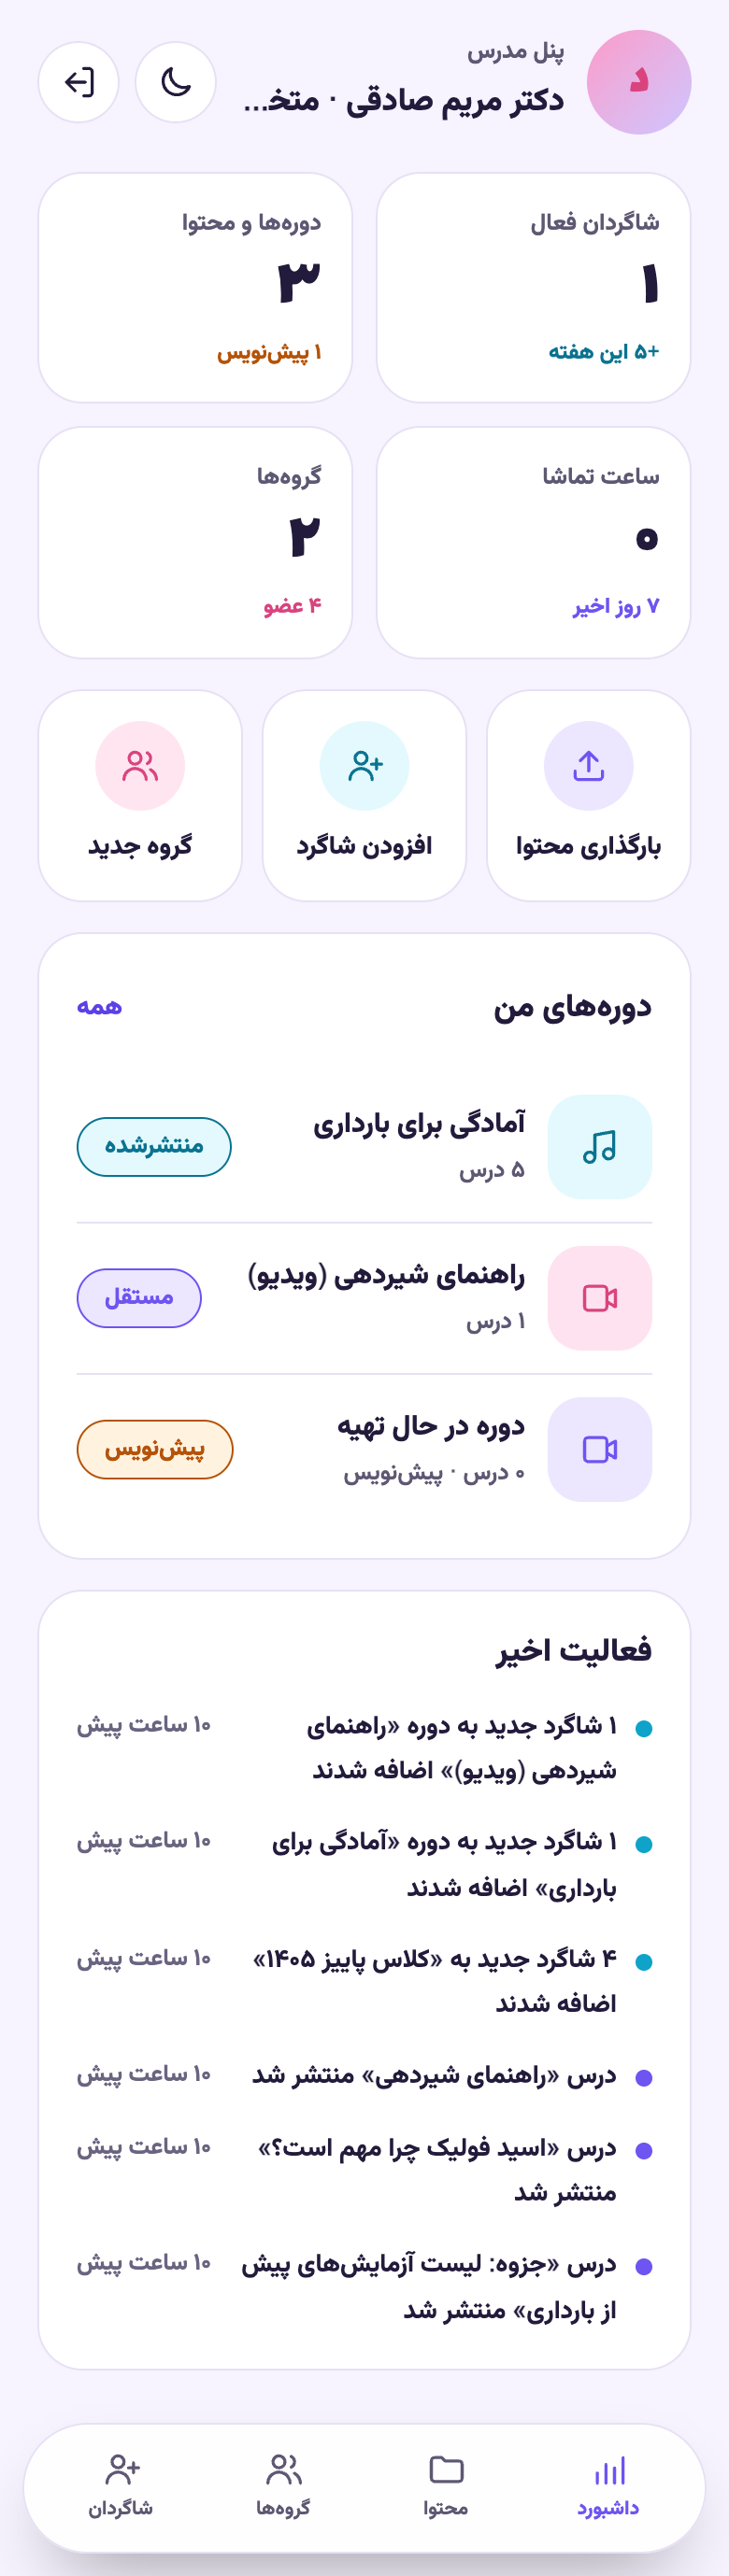 د
پنل مدرس
دکتر مریم صادقی · متخ...
شاگردان فعال
۱
+۵ این هفته
دوره‌ها و محتوا
۳
۱ پیش‌نویس
ساعت تماشا
۰
۷ روز اخیر
گروه‌ها
۲
۴ عضو
بارگذاری محتوا
افزودن شاگرد
گروه جدید
دوره‌های من
همه
آمادگی برای بارداری
۵ درس
منتشرشده
راهنمای شیردهی (ویدیو)
۱ درس
مستقل
دوره در حال تهیه
۰ درس · پیش‌نویس
پیش‌نویس
فعالیت اخیر
۱ شاگرد جدید به دوره «راهنمای
شیردهی (ویدیو)» اضافه شدند
۱۰ ساعت پیش
۱ شاگرد جدید به دوره «آمادگی برای
بارداری» اضافه شدند
۱۰ ساعت پیش
۴ شاگرد جدید به «کلاس پاییز ۱۴۰۵»
اضافه شدند
۱۰ ساعت پیش
درس «راهنمای شیردهی» منتشر شد
۱۰ ساعت پیش
درس «اسید فولیک چرا مهم است؟»
منتشر شد
۱۰ ساعت پیش
درس «جزوه: لیست آزمایش‌های پیش
از بارداری» منتشر شد
۱۰ ساعت پیش
داشبورد
محتوا
گروه‌ها
شاگردان